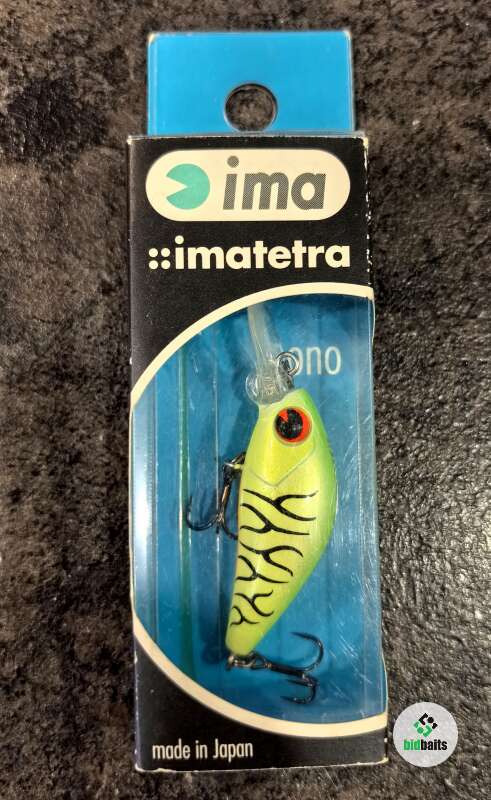 ima
::imatetra
ono
made in Japan
bidbaits